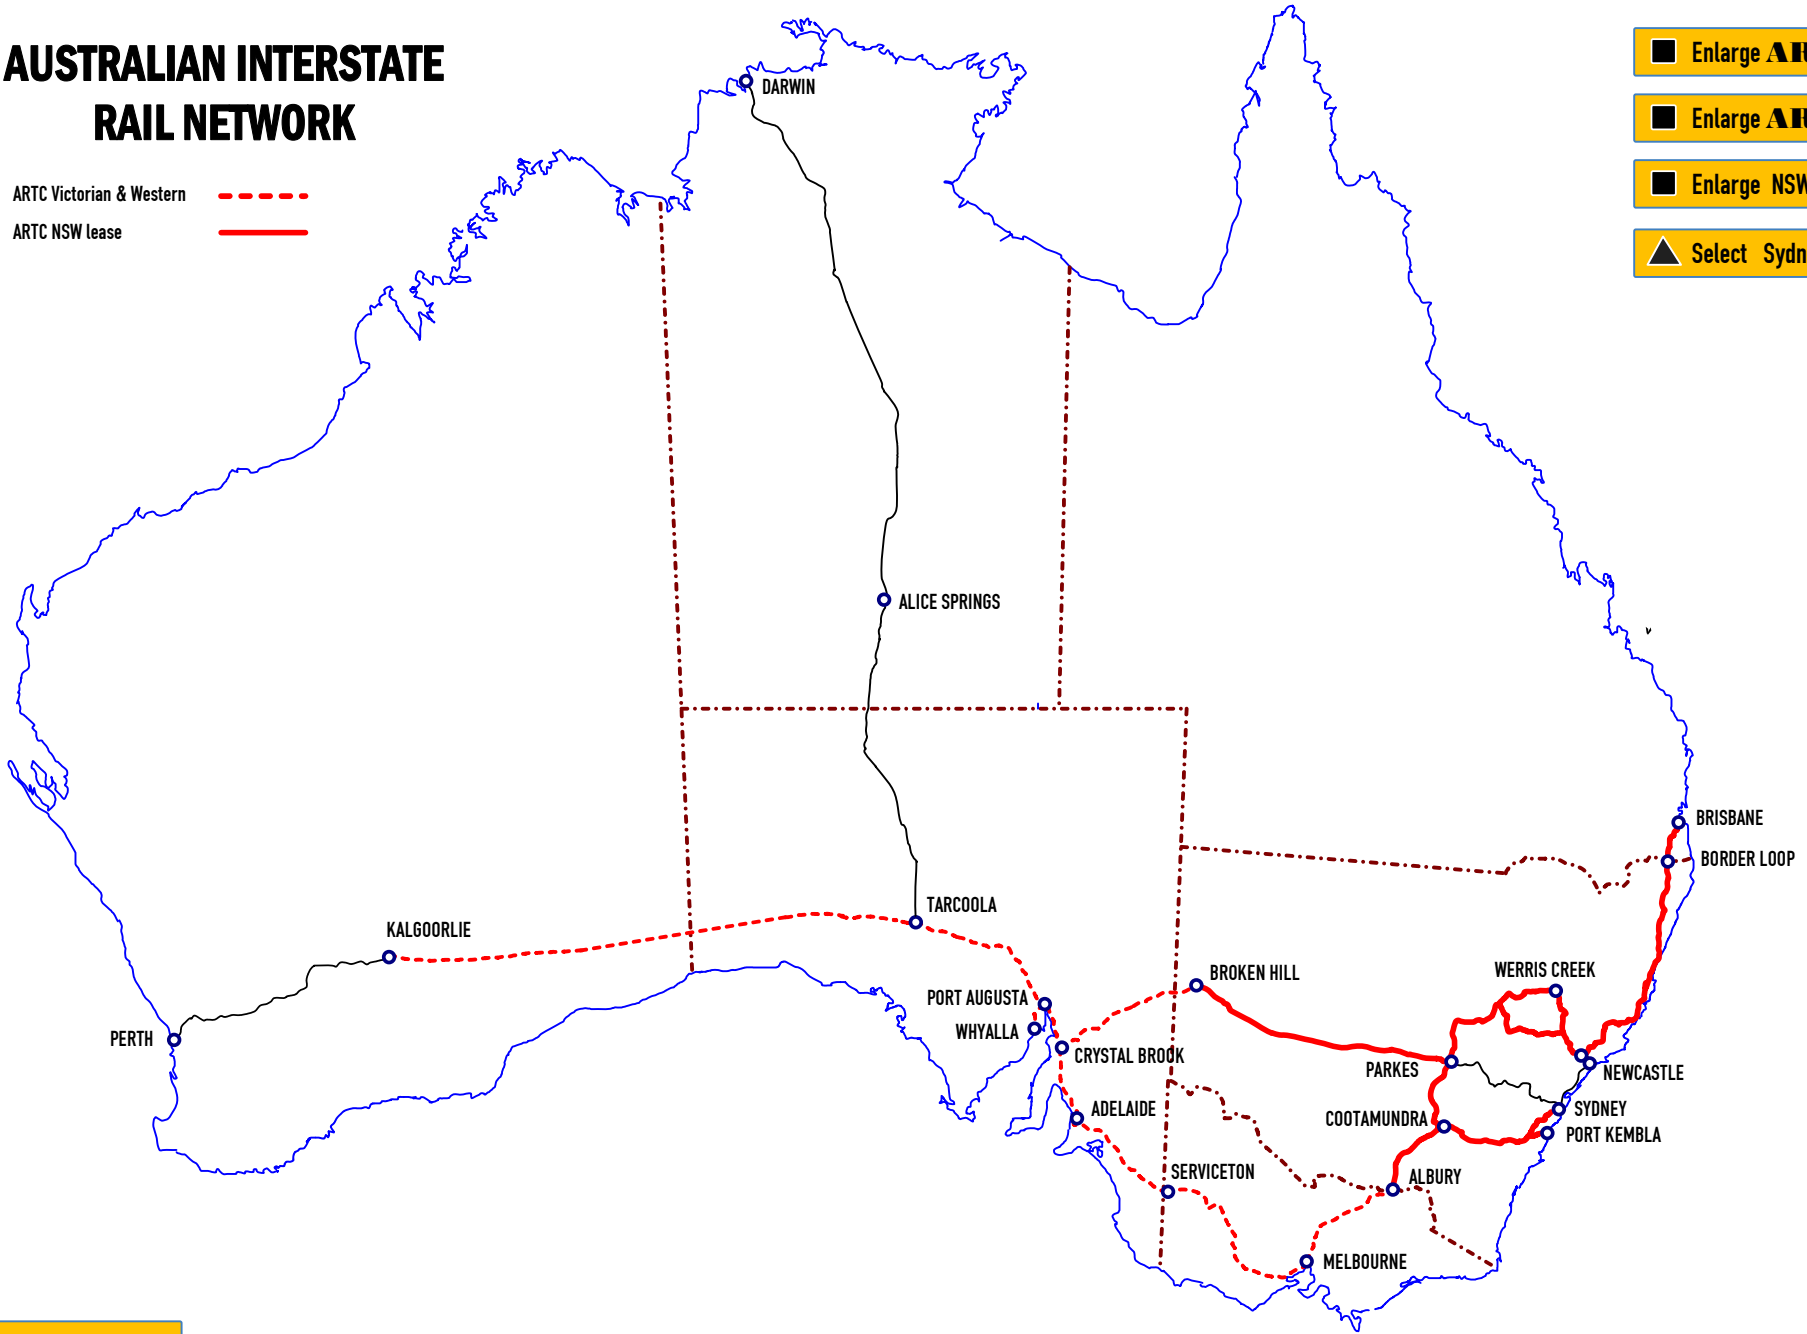 AUSTRALIAN INTERSTATE
RAIL NETWORK
ARTC Victorian & Western
ARTC NSW lease
Enlarge
Enlarge
Enlarge NSW
Select
DARWIN
ALICE SPRINGS
BRISBANE
BORDER LOOP
TARCOOLA
KALGOORLIE
WERRIS CREEK
BROKEN HILL
PORT AUGUSTA
WHYALLA
PERTH
CRYSTAL BROOK
PARKES
NEWCASTLE
ADELAIDE
SYDNEY
COOTAMUNDRA
PORT KEMBLA
SERVICETON
ALBURY
MELBOURNE